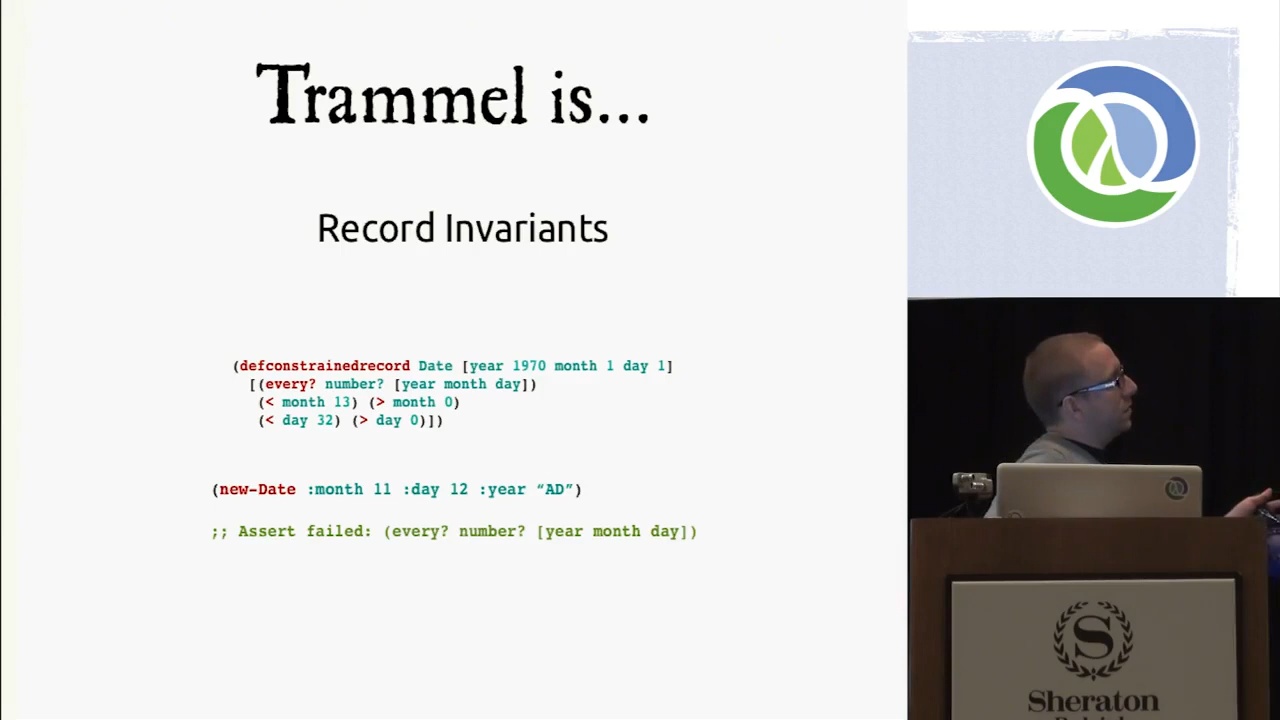 Trammel is...
Record Invariants
(defconstrainedrecord Date [year 1970 month 1 day 1]
[(every? number? [year month day])
(< month 13) (> month 0)
(< day 32) (> day 0)])
(new-Date :month 11 :day 12 :year “AD”)
;; Assert failed: (every? number? [year month day])
S
Sheraton